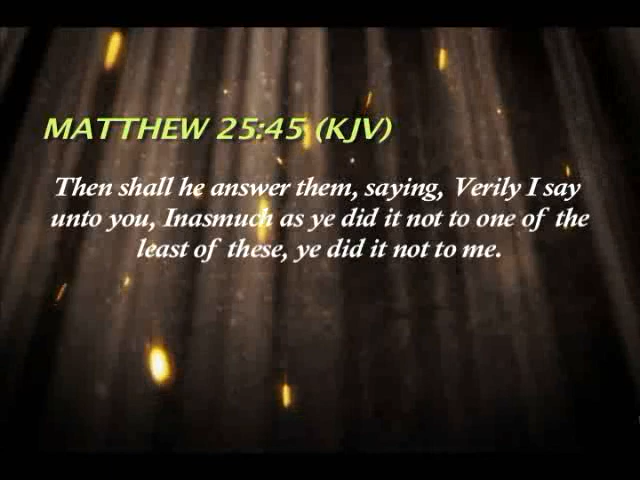 MATTHEW 25:45 (KJV)
Then shall he answer them, saying, Verily I say
unto you, Inasmuch as ye did it not to one of the
least of these, ye did it not to me.